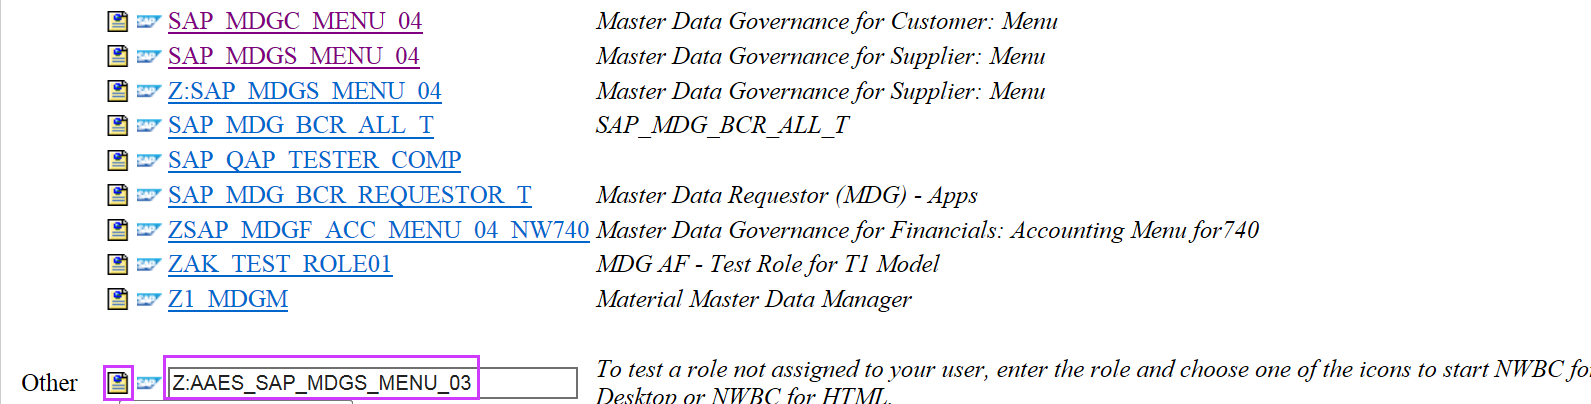 SAP_MDGC_MENU_04 Master Data Governance for Customer: Menu
SAP_MDGS_MENU_04 Master Data Governance for Supplier: Menu
Z:SAP_MDGS_MENU_04 Master Data Governance for Supplier: Menu
SAP_MDG_BCR_ALL_T SAP_MDG_BCR_ALL_T
SAP_QAP_TESTER_COMP
SAP_MDG_BCR_REQUESTOR_T Master Data Requestor (MDG) - Apps
ZSAP_MDGF_ACC_MENU_04_NW740 Master Data Governance for Financials: Accounting Menu for740
ZAK_TEST_ROLE01 MDG AF - Test Role for T1 Model
Z1_MDGM Material Master Data Manager
Other Z:AAES_SAP_MDGS_MENU_03 To test a role not assigned to your user, enter the role and choose one of the icons to start NWBC for
Desktop or NWBC for HTML.